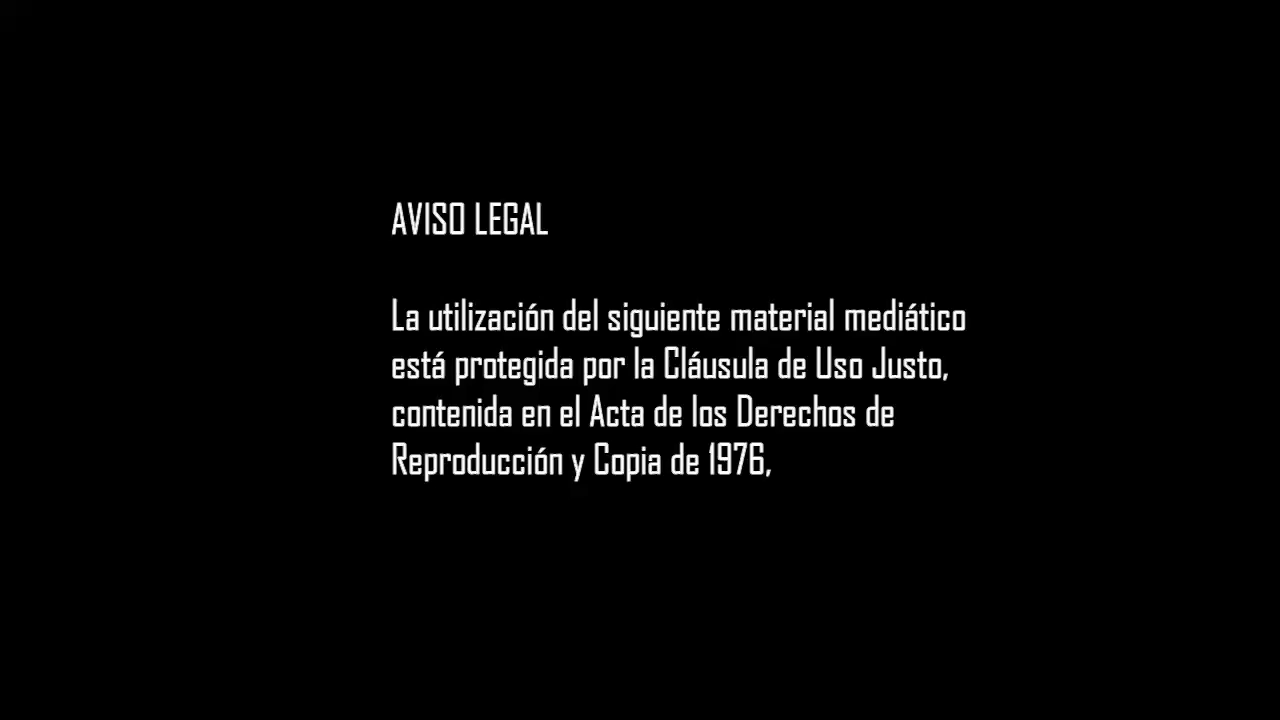 AVISO LEGAL
La utilización del siguiente material mediático
está protegida por la Cláusula de Uso Justo,
contenida en el Acta de los Derechos de
Reproducción y Copia de 1976,